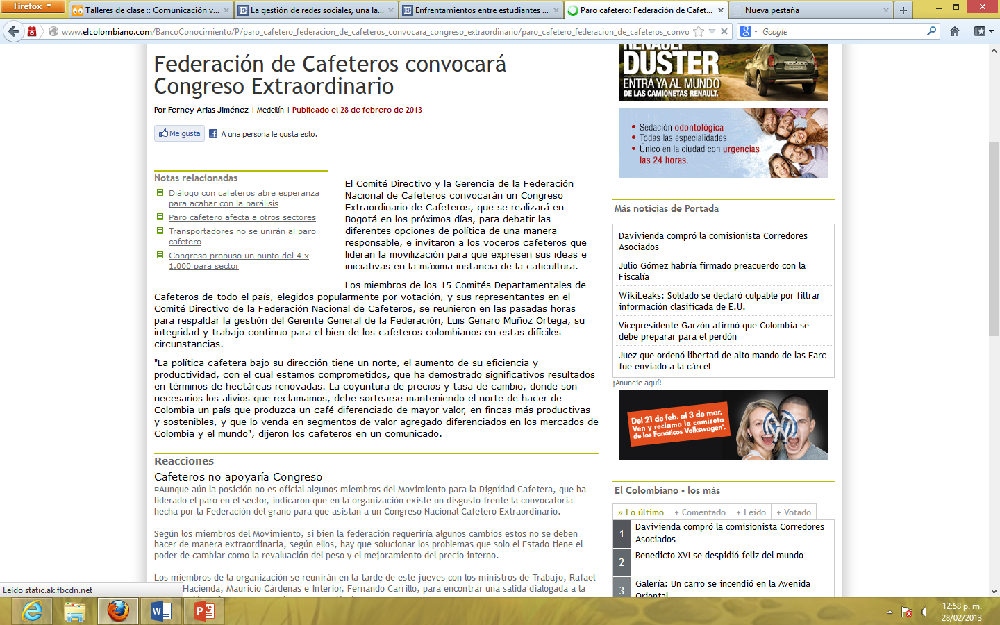 Firefox
Talleres de clase :: Comunicación v...
La gestión de redes sociales, una la...
Enfrentamientos entre estudiantes ...
Paro cafetero: Federación de Cafet...
Nueva pestaña
www.elcolombiano.com/BancoConocimiento/P/paro_cafetero_federacion_de_cafeteros_convocara_congreso_extraordinario/paro_cafetero_federacion_de_cafeteros_convo
Google
Federación de Cafeteros convocará
Congreso Extraordinario
Por Ferney Arias Jiménez | Medellín | Publicado el 28 de febrero de 2013
Me gusta
A una persona le gusta esto.
Notas relacionadas
Diálogo con cafeteros abre esperanza
para acabar con la parálisis
Paro cafetero afecta a otros sectores
Transportadores no se unirán al paro
cafetero
Congreso propuso un punto del 4 x
1.000 para sector
El Comité Directivo y la Gerencia de la Federación
Nacional de Cafeteros convocarán un Congreso
Extraordinario de Cafeteros, que se realizará en
Bogotá en los próximos días, para debatir las
diferentes opciones de política de una manera
responsable, e invitaron a los voceros cafeteros que
lideran la movilización para que expresen sus ideas e
iniciativas en la máxima instancia de la caficultura.
Los miembros de los 15 Comités Departamentales de
Cafeteros de todo el país, elegidos popularmente por votación, y sus representantes en el
Comité Directivo de la Federación Nacional de Cafeteros, se reunieron en las pasadas horas
para respaldar la gestión del Gerente General de la Federación, Luis Genaro Muñoz Ortega, su
integridad y trabajo continuo para el bien de los cafeteros colombianos en estas difíciles
circunstancias.
"La política cafetera bajo su dirección tiene un norte, el aumento de su eficiencia y
productividad, con el cual estamos comprometidos, que ha demostrado significativos resultados
en términos de hectáreas renovadas. La coyuntura de precios y tasa de cambio, donde son
necesarios los alivios que reclamamos, debe sortearse manteniendo el norte de hacer de
Colombia un país que produzca un café diferenciado de mayor valor, en fincas más productivas
y sostenibles, y que lo venda en segmentos de valor agregado diferenciados en los mercados de
Colombia y el mundo", dijeron los cafeteros en un comunicado.
Reacciones
Cafeteros no apoyaría Congreso
¤Aunque aún la posición no es oficial algunos miembros del Movimiento para la Dignidad Cafetera, que ha
liderado el paro en el sector, indicaron que en la organización existe un disgusto frente la convocatoria
hecha por la Federación del grano para que asistan a un Congreso Nacional Cafetero Extraordinario.
Según los miembros del Movimiento, si bien la federación requeriría algunos cambios estos no se deben
hacer de manera extraordinaria, según ellos, hay que solucionar los problemas que solo el Estado tiene el
poder de cambiar como la revaluación del peso y el mejoramiento del precio interno.
Los miembros de la organización se reunirán en la tarde de este jueves con los ministros de Trabajo, Rafael
Hacienda, Mauricio Cárdenas e Interior, Fernando Carrillo, para encontrar una salida dialogada a la
RENAULT
DUSTER
ENTRA YA AL MUNDO
DE LAS CAMIONETAS RENAULT.
• Sedación odontológica
• Todas las especialidades
• Único en la ciudad con urgencias
las 24 horas.
Más noticias de Portada
Davivienda compró la comisionista Corredores
Asociados
Julio Gómez habría firmado preacuerdo con la
Fiscalía
WikiLeaks: Soldado se declaró culpable por filtrar
información clasificada de E.U.
Vicepresidente Garzón afirmó que Colombia se
debe preparar para el perdón
Juez que ordenó libertad de alto mando de las Farc
fue enviado a la cárcel
¡Anuncie aquí!
Del 21 de feb. al 3 de mar.
Ven y reclama la camiseta
de los Fanáticos Volkswagen.
El Colombiano - los más
» Lo último + Comentado + Leído + Votado
1 Davivienda compró la comisionista Corredores
Asociados
2 Benedicto XVI se despidió feliz del mundo
3 Galería: Un carro se incendió en la Avenida
Oriental
Leído static.ak.fbcdn.net
12:58 p. m.
28/02/2013